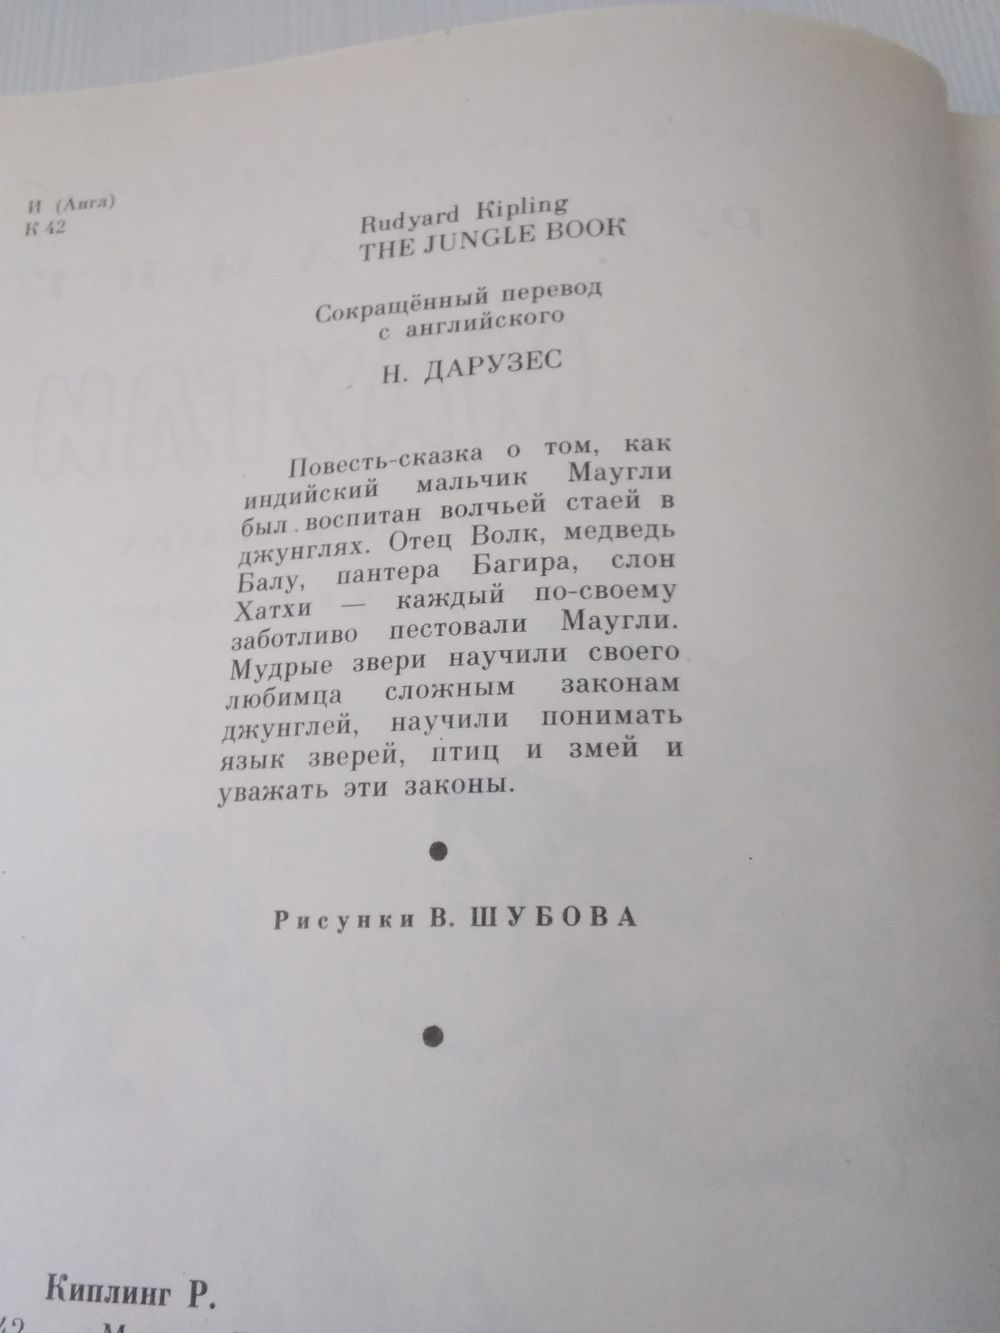 И (Англ)
К 42
Rudyard Kipling
THE JUNGLE BOOK
Сокращённый перевод
с английского
Н. ДАРУЗЕС
Повесть-сказка о том, как
индийский мальчик Маугли
был воспитан волчьей стаей в
джунглях. Отец Волк, медведь
Балу, пантера Багира, слон
Хатхи — каждый по-своему
заботливо пестовали Маугли.
Мудрые звери научили своего
любимца сложным законам
джунглей, научили понимать
язык зверей, птиц и змей и
уважать эти законы.
Рисунки В. ШУБОВА
Киплинг Р.